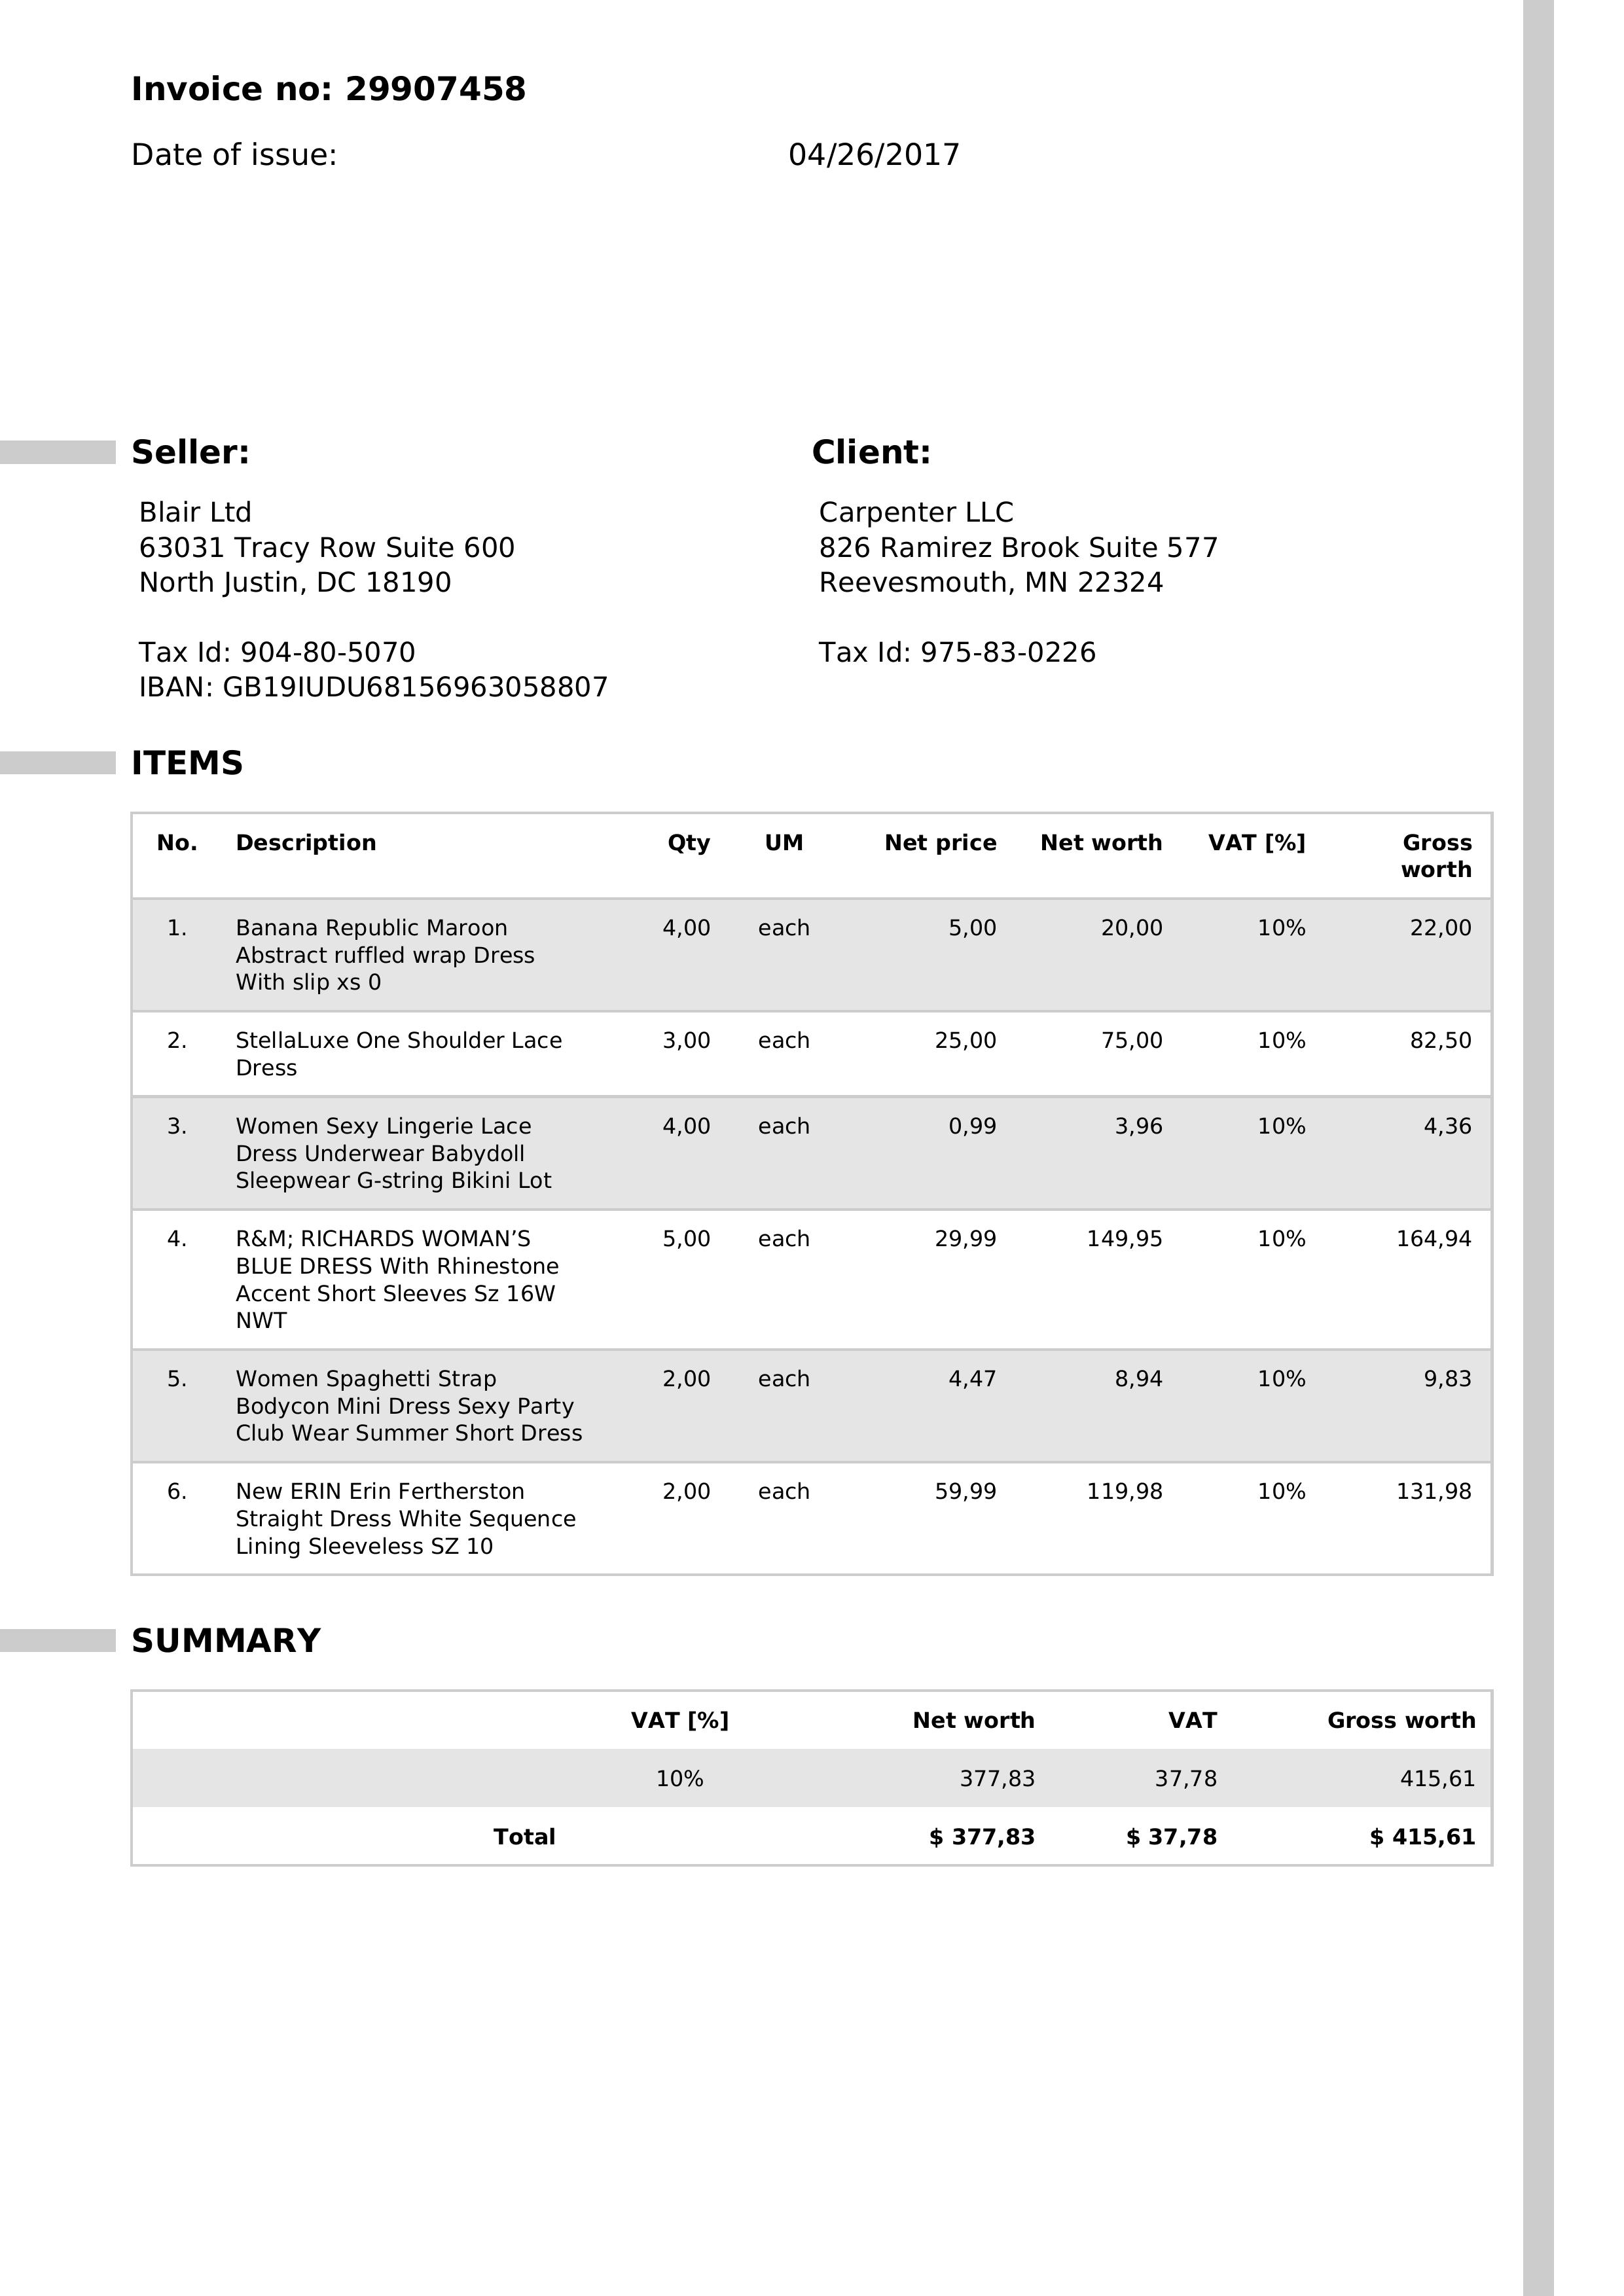 Invoice no: 29907458
Date of issue: 04/26/2017
Seller: Client:
Blair Ltd Carpenter LLC
63031 Tracy Row Suite 600 826 Ramirez Brook Suite 577
North Justin, DC 18190 Reevesmouth, MN 22324
Tax Id: 904-80-5070 Tax Id: 975-83-0226
IBAN: GB19IUDU68156963058807
ITEMS
No. Description Qty UM Net price Net worth VAT [%] Gross
worth
1. Banana Republic Maroon 4,00 each 5,00 20,00 10% 22,00
Abstract ruffled wrap Dress
With slip xs 0
2. StellaLuxe One Shoulder Lace 3,00 each 25,00 75,00 10% 82,50
Dress
3. Women Sexy Lingerie Lace 4,00 each 0,99 3,96 10% 4,36
Dress Underwear Babydoll
Sleepwear G-string Bikini Lot
4. R&M; RICHARDS WOMAN’S 5,00 each 29,99 149,95 10% 164,94
BLUE DRESS With Rhinestone
Accent Short Sleeves Sz 16W
NWT
5. Women Spaghetti Strap 2,00 each 4,47 8,94 10% 9,83
Bodycon Mini Dress Sexy Party
Club Wear Summer Short Dress
6. New ERIN Erin Fertherston 2,00 each 59,99 119,98 10% 131,98
Straight Dress White Sequence
Lining Sleeveless SZ 10
SUMMARY
VAT [%] Net worth VAT Gross worth
10% 377,83 37,78 415,61
Total $ 377,83 $ 37,78 $ 415,61